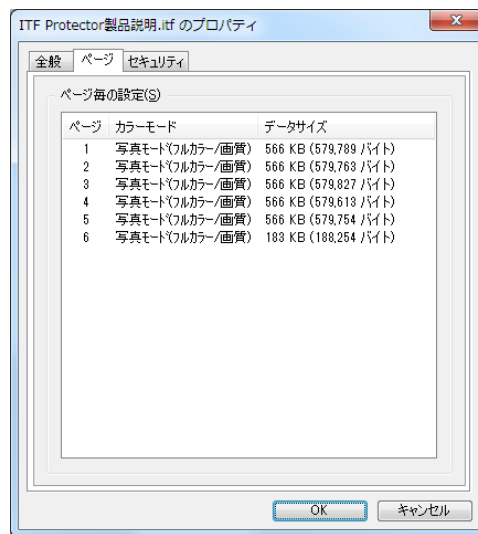 ITF Protector製品説明.itf のプロパティ
全般 ページ セキュリティ
ページ毎の設定(S)
ページ カラーモード データサイズ
1 写真モード(フルカラー/画質) 566 KB (579,789 バイト)
2 写真モード(フルカラー/画質) 566 KB (579,763 バイト)
3 写真モード(フルカラー/画質) 566 KB (579,827 バイト)
4 写真モード(フルカラー/画質) 566 KB (579,613 バイト)
5 写真モード(フルカラー/画質) 566 KB (579,754 バイト)
6 写真モード(フルカラー/画質) 183 KB (188,254 バイト)
OK キャンセル